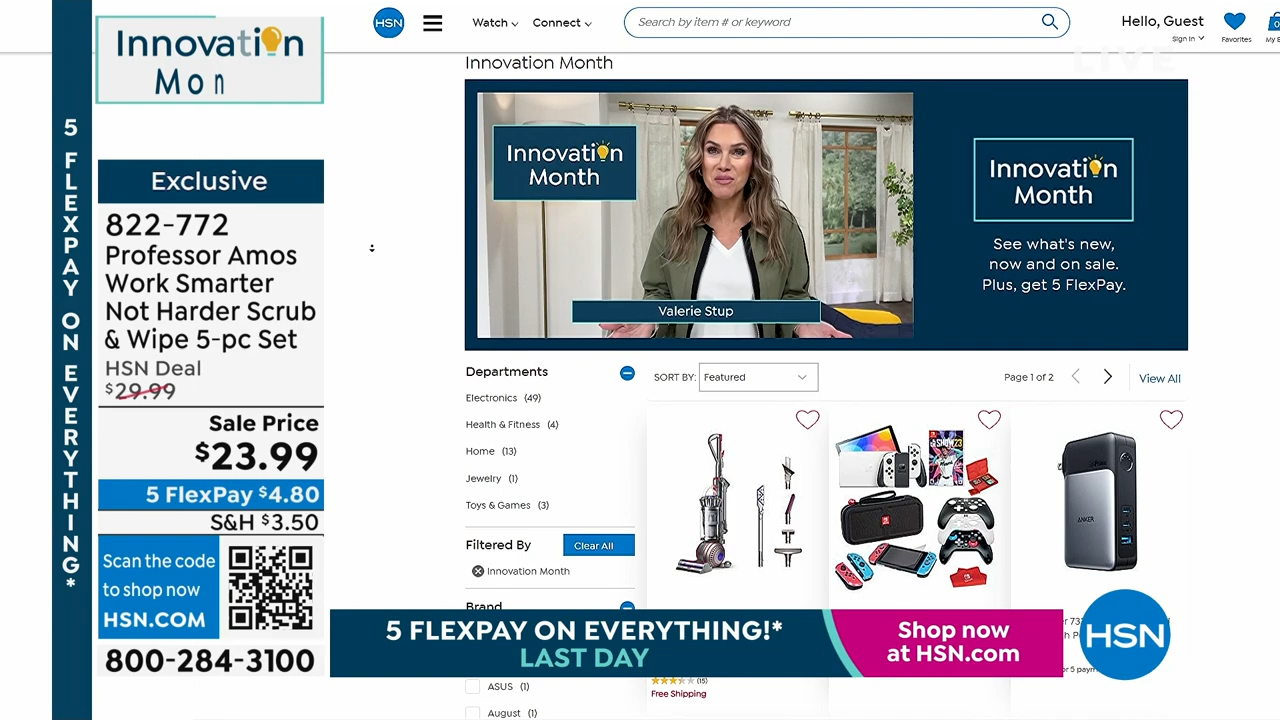 5 FLEXPAY ON EVERYTHING*
Innovation
Mon
Exclusive
822-772
Professor Amos
Work Smarter
Not Harder Scrub
& Wipe 5-pc Set
HSN Deal
$29.99
Sale Price
$23.99
5 FlexPay $4.80
S&H $3.50
Scan the code
to shop now
HSN.COM
800-284-3100
HSN
Watch
Connect
Search by item # or keyword
Hello, Guest
Sign In
Favorites
0
LIVE
Innovation Month
Innovation
Month
Valerie Stup
Innovation
Month
See what's new,
now and on sale.
Plus, get 5 FlexPay.
Departments
Electronics (49)
Health & Fitness (4)
Home (13)
Jewelry (1)
Toys & Games (3)
Filtered By
Clear All
Innovation Month
Brand
ASUS (1)
August (1)
SORT BY: Featured
Page 1 of 2
View All
ANKER
(15)
Free Shipping
5 FLEXPAY ON EVERYTHING!*
LAST DAY
Shop now
at HSN.com
HSN